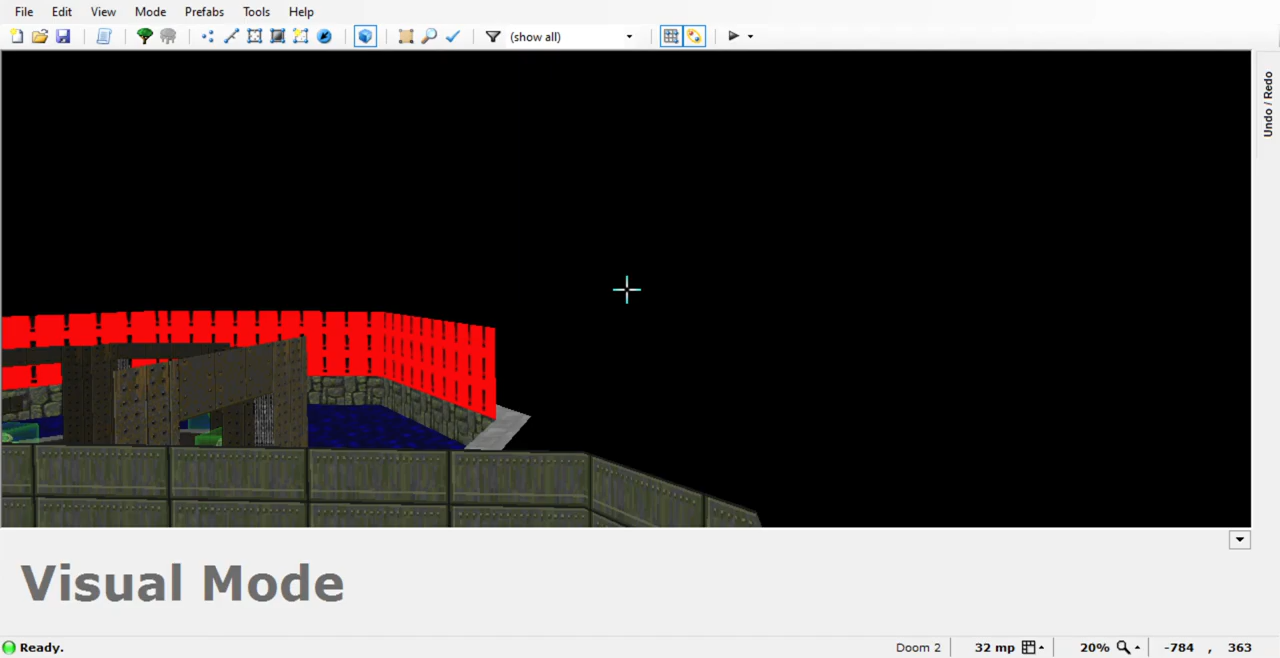 File Edit View Mode Prefabs Tools Help
(show all)
Undo / Redo
Visual Mode
Ready. Doom 2 32 mp 20% -784 , 363